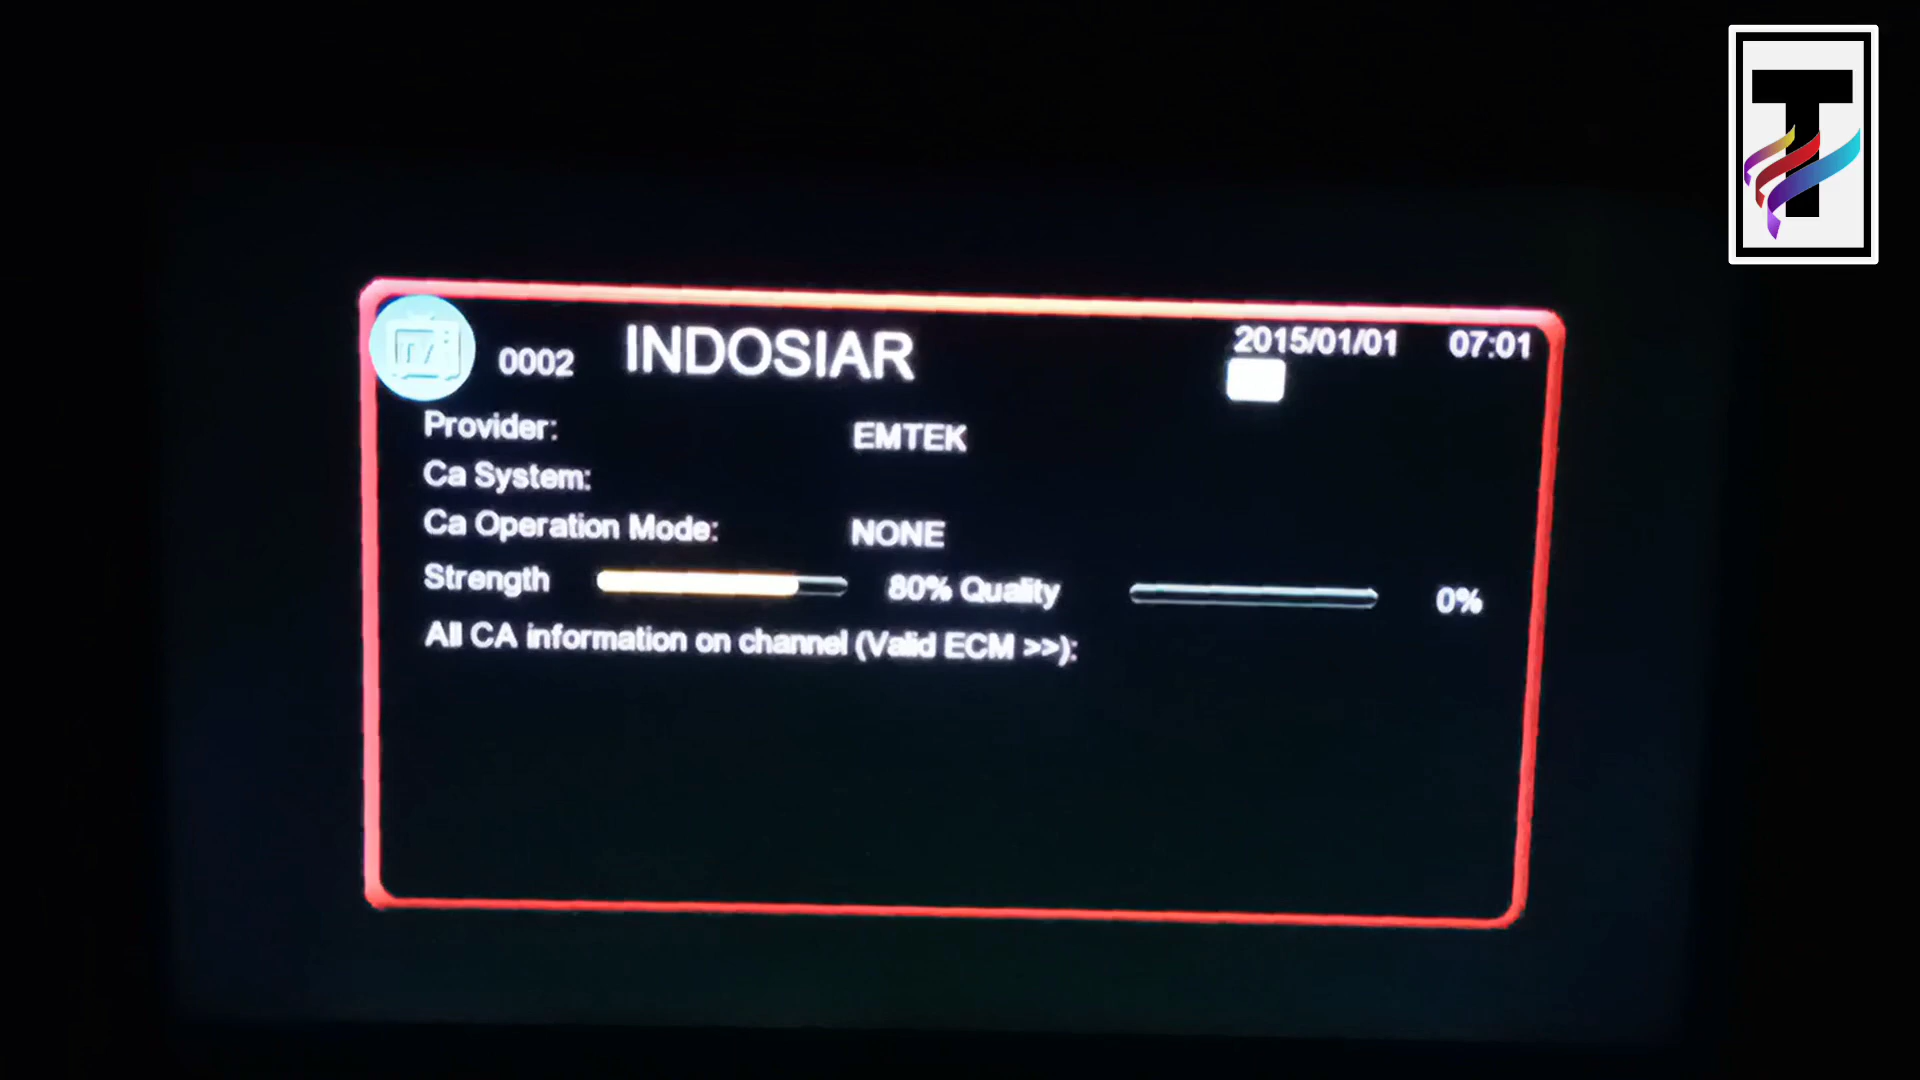 T
TV
0002 INDOSIAR 2015/01/01 07:01
Provider: EMTEK
Ca System:
Ca Operation Mode: NONE
Strength 80% Quality 0%
All CA information on channel (Valid ECM >>):